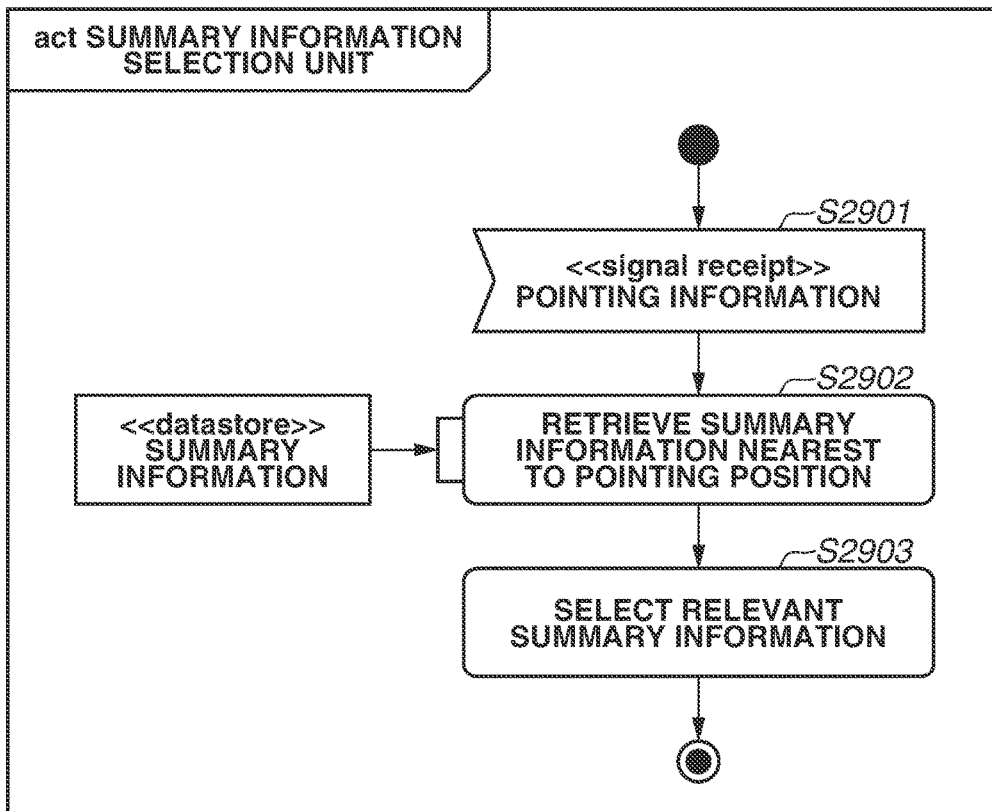 act SUMMARY INFORMATION
SELECTION UNIT
S2901
<<signal receipt>>
POINTING INFORMATION
S2902
<<datastore>>
SUMMARY
INFORMATION
RETRIEVE SUMMARY
INFORMATION NEAREST
TO POINTING POSITION
S2903
SELECT RELEVANT
SUMMARY INFORMATION